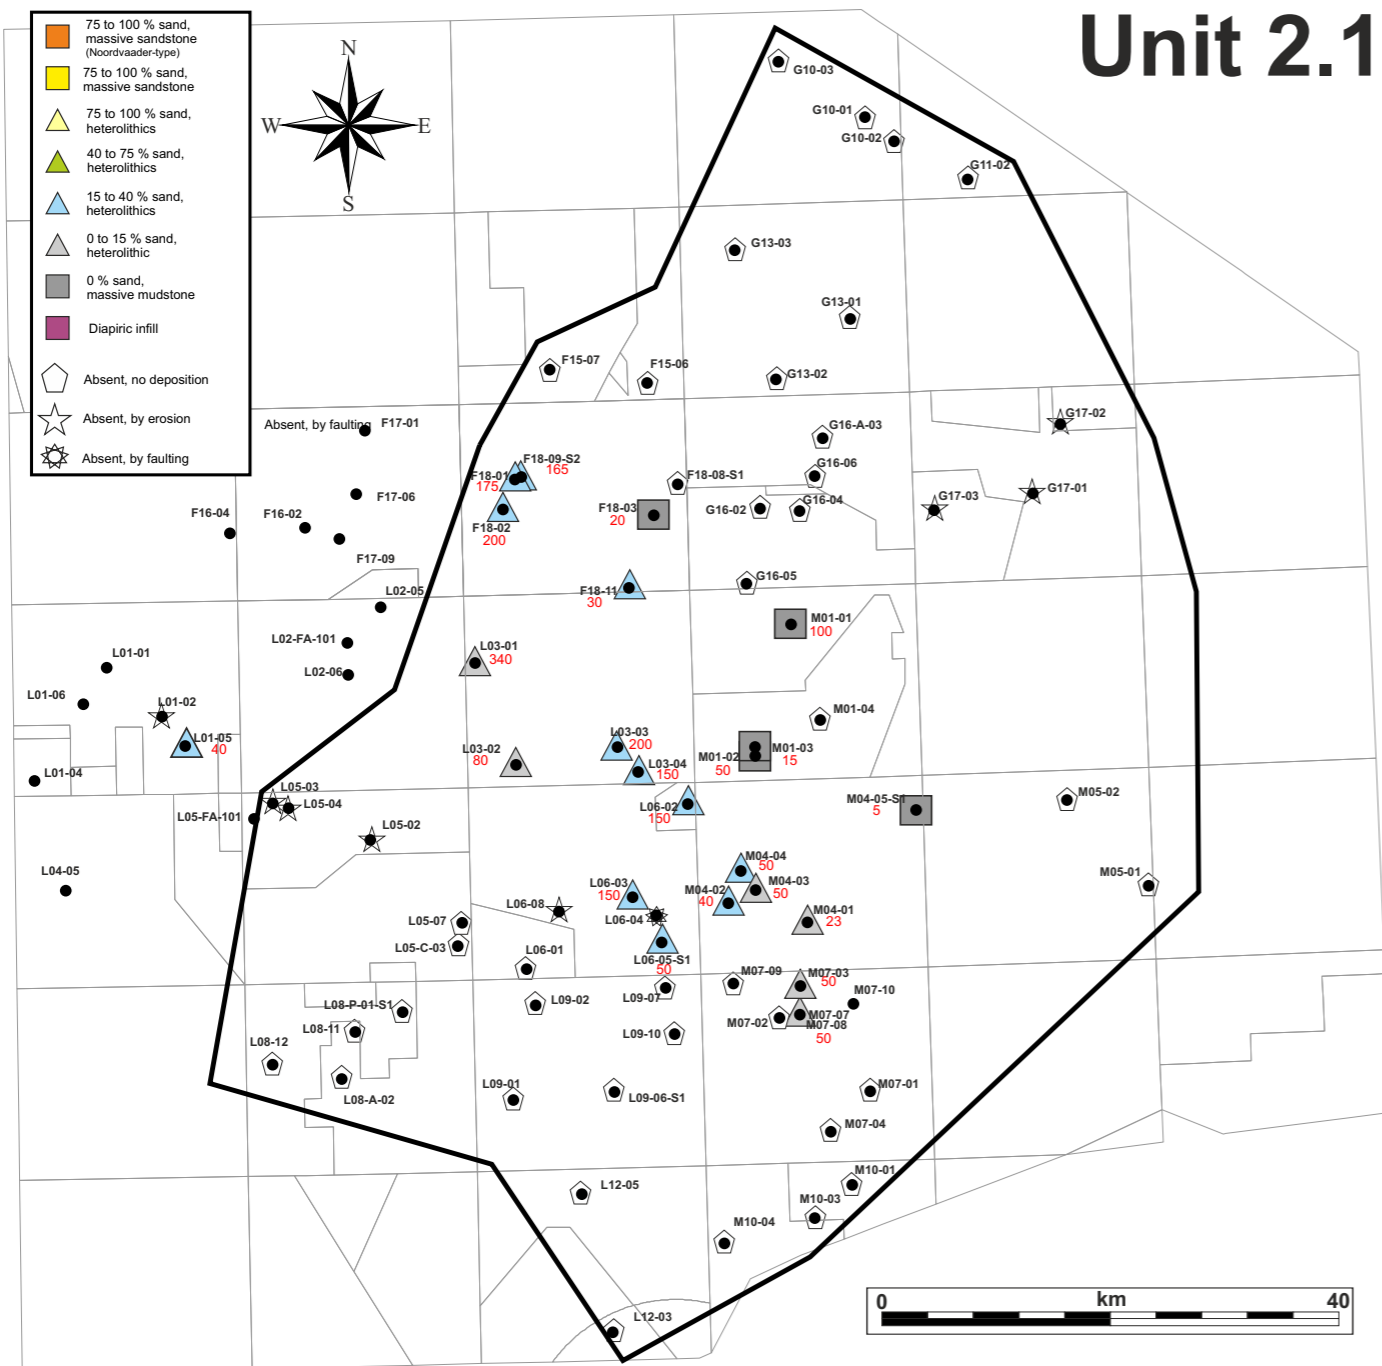 Unit 2.1
75 to 100 % sand,
massive sandstone
(Noordvaader-type)
75 to 100 % sand,
massive sandstone
75 to 100 % sand,
heterolithics
40 to 75 % sand,
heterolithics
15 to 40 % sand,
heterolithics
0 to 15 % sand,
heterolithic
0 % sand,
massive mudstone
Diapiric infill
Absent, no deposition
Absent, by erosion
Absent, by faulting
N
W
E
S
G10-03
G10-01
G10-02
G11-02
G13-03
G13-01
F15-07
F15-06
G13-02
Absent, by faulting
F17-01
G17-02
G16-A-03
F18-09-S2
F18-01
165
175
F18-08-S1
G16-06
F17-06
G17-03
G17-01
F16-04
F16-02
F18-02
200
F18-03
20
G16-02
G16-04
F17-09
L02-05
F18-11
30
G16-05
L02-FA-101
M01-01
100
L03-01
340
L01-01
L02-06
L01-06
L01-02
M01-04
L01-05
40
L03-02
80
L03-03
200
M01-02
50
M01-03
15
L01-04
L03-04
150
L05-03
L05-04
L05-FA-101
L06-02
150
M04-05-S1
5
M05-02
L05-02
L04-05
M04-04
50
M04-03
50
M05-01
L06-03
150
M04-02
40
L06-08
L06-04
M04-01
23
L05-07
L05-C-03
L06-01
L06-05-S1
50
M07-09
M07-03
50
L08-P-01-S1
L09-02
L09-07
M07-10
L08-11
M07-02
M07-07
M07-08
50
L08-12
L09-10
L08-A-02
L09-01
L09-06-S1
M07-01
M07-04
L12-05
M10-01
M10-03
M10-04
L12-03
0
km
40